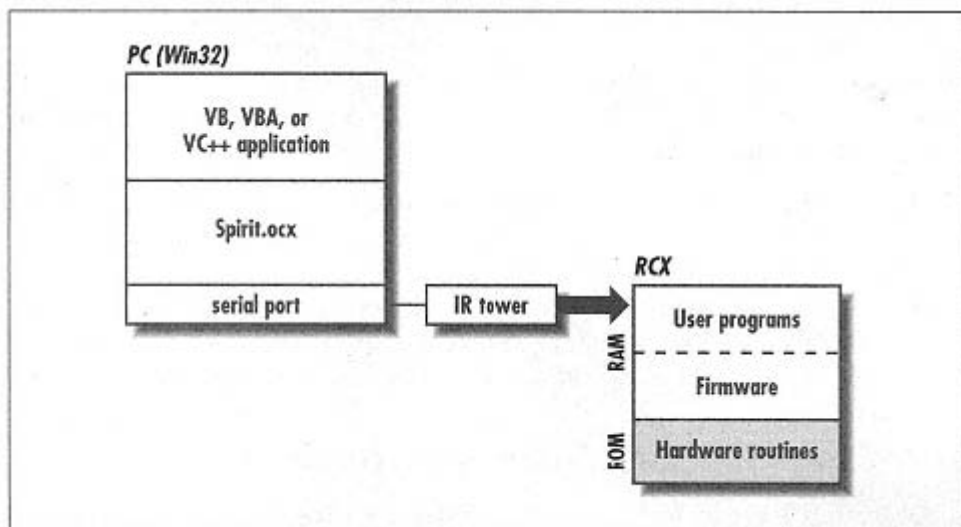 PC (Win32)
VB, VBA, or
VC++ application
Spirit.ocx
serial port
IR tower
RCX
User programs
RAM
Firmware
ROM
Hardware routines